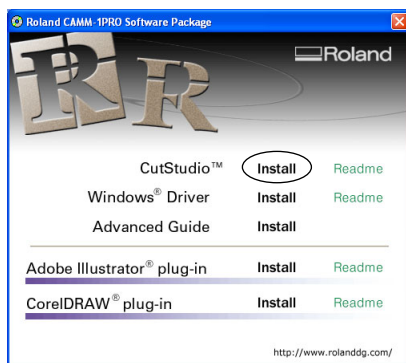 Roland CAMM-1PRO Software Package
Roland
R R
CutStudio™ Install Readme
Windows® Driver Install Readme
Advanced Guide Install
Adobe Illustrator® plug-in Install Readme
CorelDRAW® plug-in Install Readme
http://www.rolanddg.com/